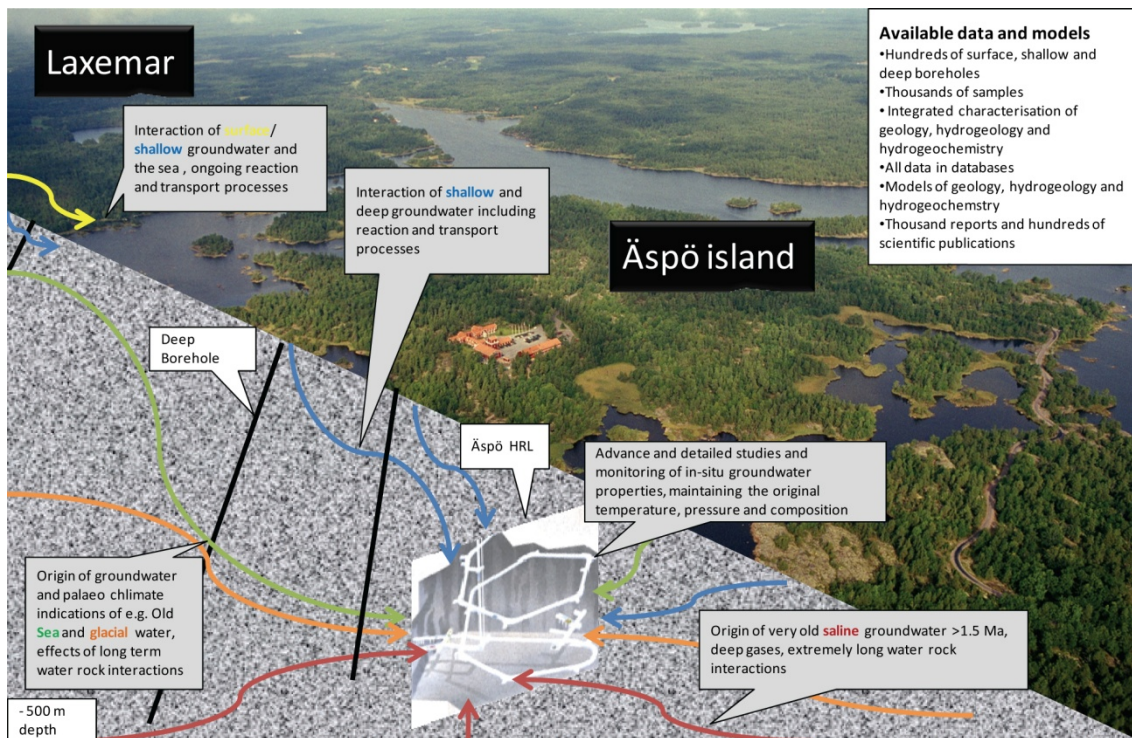 Laxemar
Interaction of surface/
shallow groundwater and
the sea , ongoing reaction
and transport processes
Interaction of shallow and
deep groundwater including
reaction and transport
processes
Available data and models
•Hundreds of surface, shallow and
deep boreholes
•Thousands of samples
• Integrated characterisation of
geology, hydrogeology and
hydrogeochemistry
•All data in databases
•Models of geology, hydrogeology and
hydrogeochemstry
•Thousand reports and hundreds of
scientific publications
Äspö island
Deep
Borehole
Äspö HRL
Advance and detailed studies and
monitoring of in-situ groundwater
properties, maintaining the original
temperature, pressure and composition
Origin of groundwater
and palaeo chlimate
indications of e.g. Old
Sea and glacial water,
effects of long term
water rock interactions
Origin of very old saline groundwater >1.5 Ma,
deep gases, extremely long water rock
interactions
- 500 m
depth